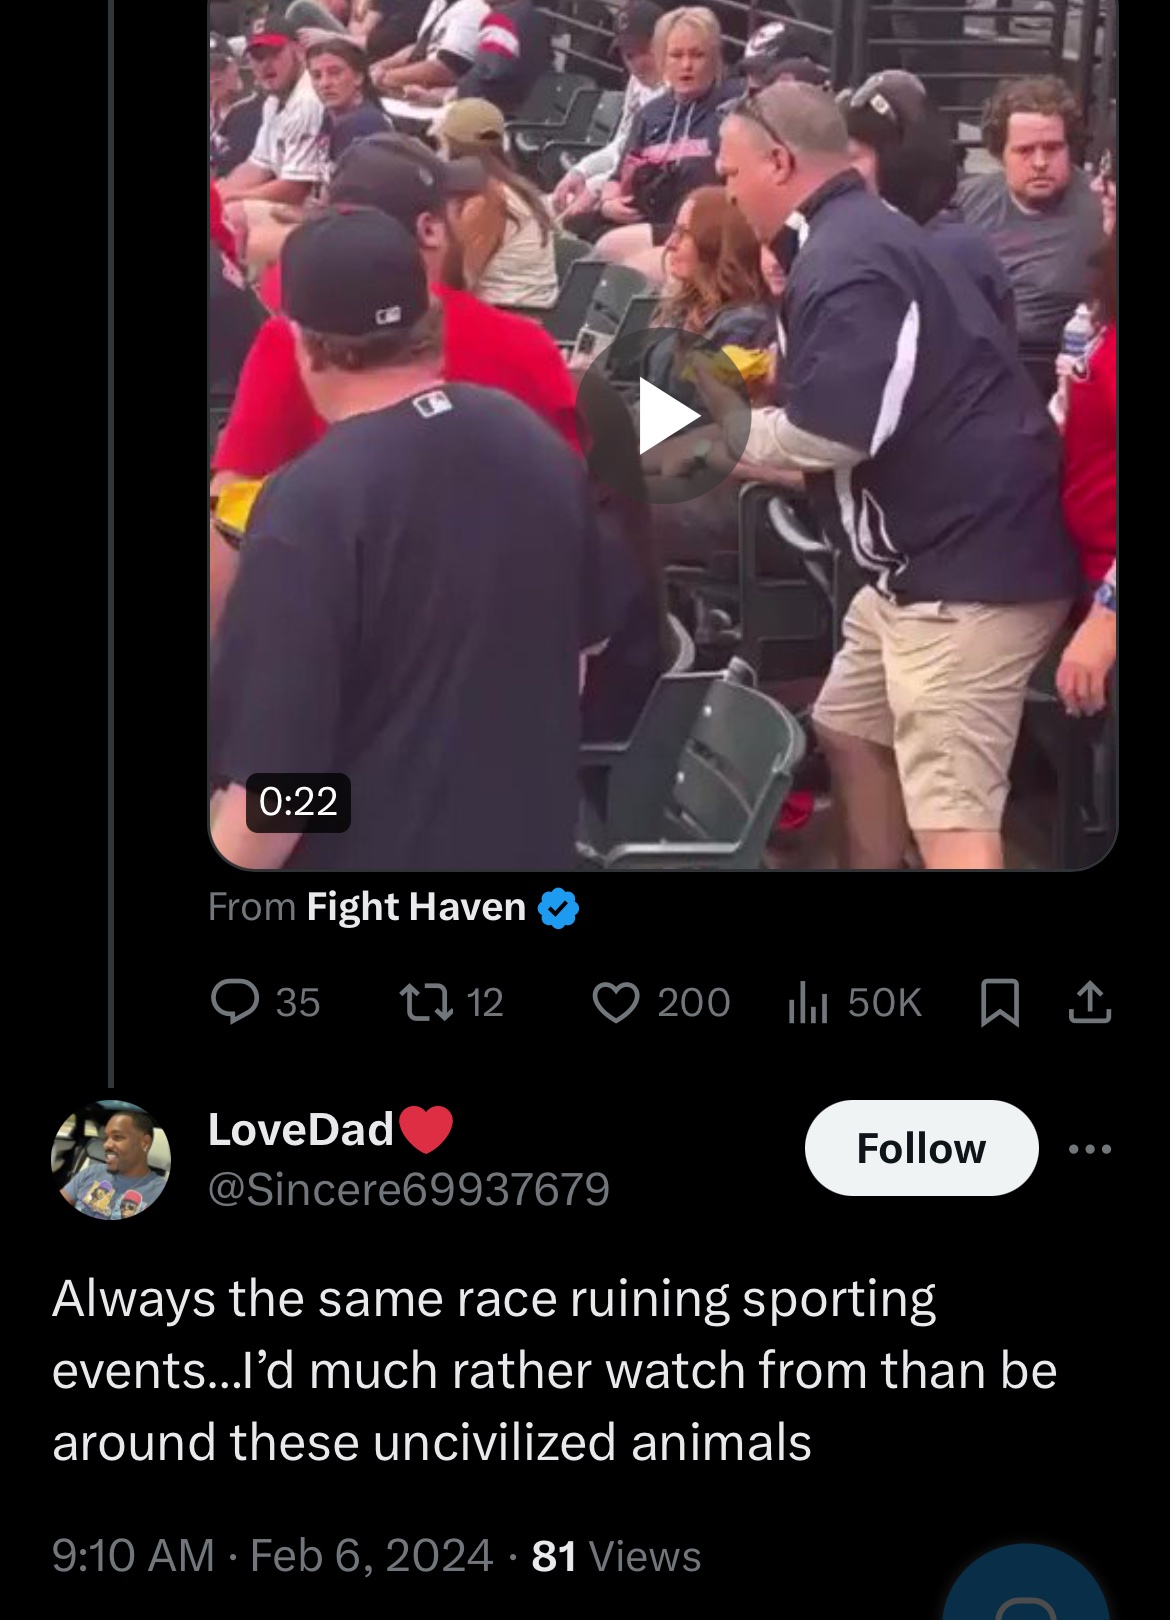 0:22
From Fight Haven
35 12 200 50K
LoveDad❤️
Follow
@Sincere69937679
Always the same race ruining sporting
events...I’d much rather watch from than be
around these uncivilized animals
9:10 AM · Feb 6, 2024 · 81 Views